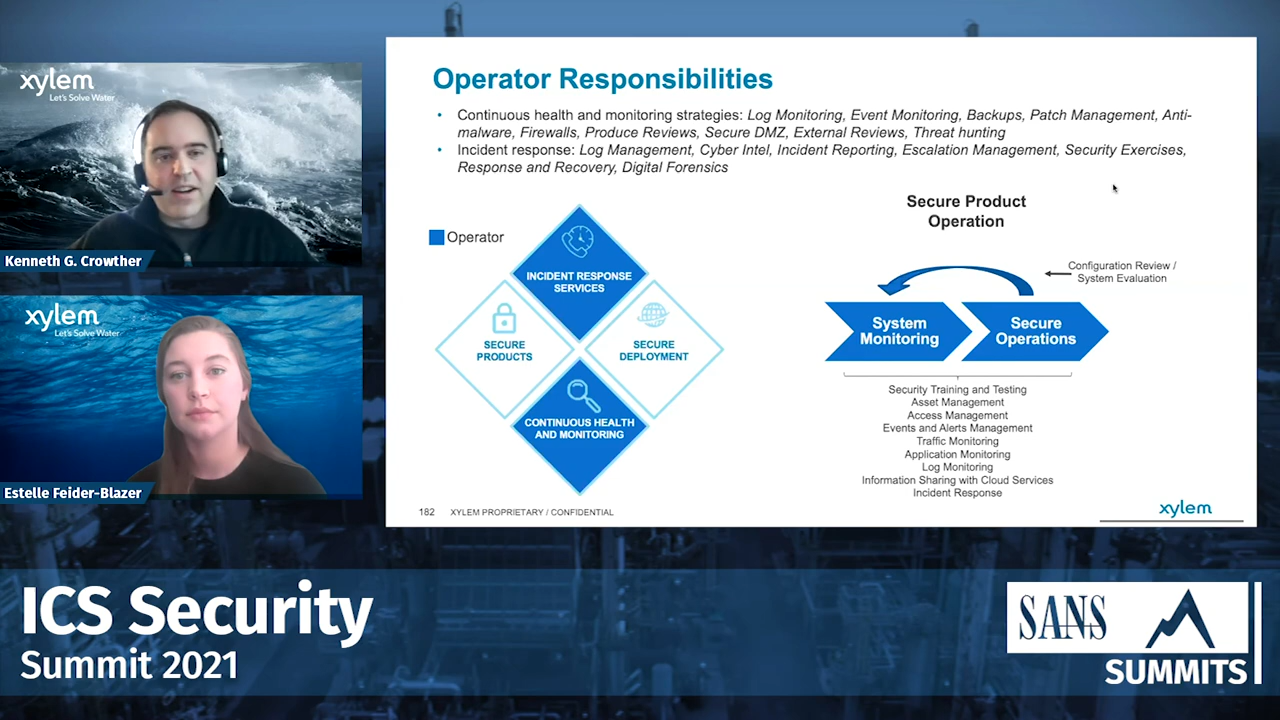 xylem
Let's Solve Water
Kenneth G. Crowther
xylem
Let's Solve Water
Estelle Feider-Blazer
Operator Responsibilities
• Continuous health and monitoring strategies: Log Monitoring, Event Monitoring, Backups, Patch Management, Anti-
malware, Firewalls, Produce Reviews, Secure DMZ, External Reviews, Threat hunting
• Incident response: Log Management, Cyber Intel, Incident Reporting, Escalation Management, Security Exercises,
Response and Recovery, Digital Forensics
Operator
INCIDENT RESPONSE
SERVICES
SECURE
PRODUCTS
SECURE
DEPLOYMENT
CONTINUOUS HEALTH
AND MONITORING
Secure Product
Operation
Configuration Review /
System Evaluation
System
Monitoring
Secure
Operations
Security Training and Testing
Asset Management
Access Management
Events and Alerts Management
Traffic Monitoring
Application Monitoring
Log Monitoring
Information Sharing with Cloud Services
Incident Response
182 XYLEM PROPRIETARY / CONFIDENTIAL
xylem
ICS Security
Summit 2021
SANS
SUMMITS